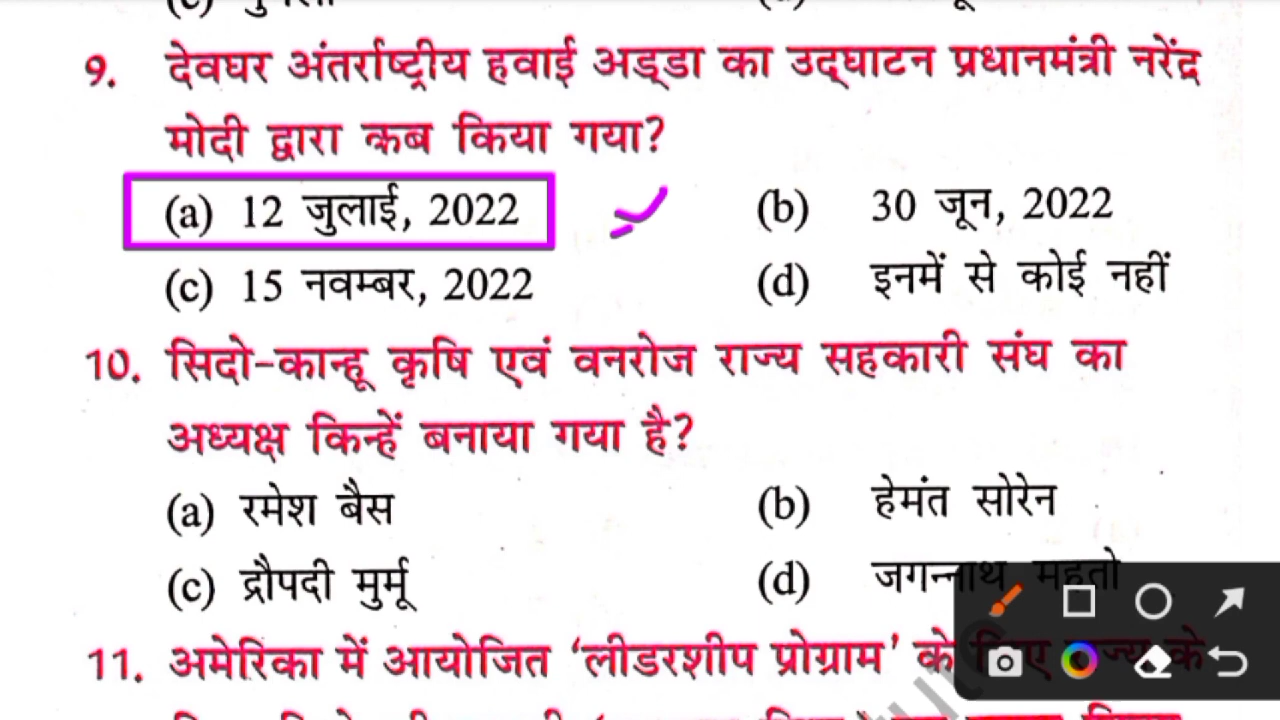 9. देवघर अंतर्राष्ट्रीय हवाई अड्डा का उद्घाटन प्रधानमंत्री नरेंद्र
मोदी द्वारा कब किया गया?
(a) 12 जुलाई, 2022 (b) 30 जून, 2022
(c) 15 नवम्बर, 2022 (d) इनमें से कोई नहीं
10. सिदो-कान्हू कृषि एवं वनरोज राज्य सहकारी संघ का
अध्यक्ष किन्हें बनाया गया है?
(a) रमेश बैस (b) हेमंत सोरेन
(c) द्रौपदी मुर्मू (d) जगन्नाथ महतो
11. अमेरिका में आयोजित ‘लीडरशीप प्रोग्राम’ के लिए राज्य के